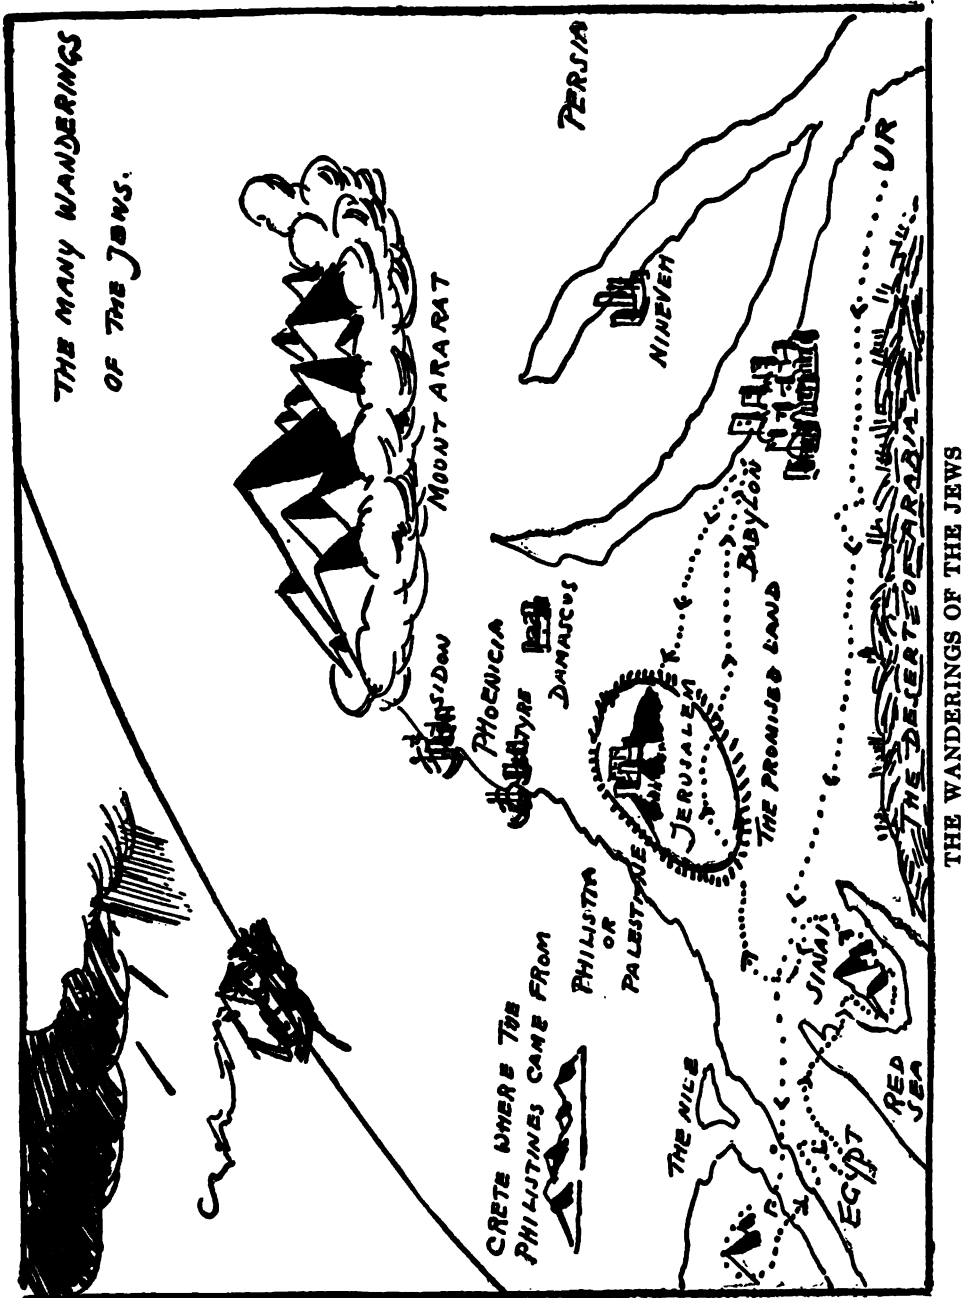 THE MANY WANDERINGS
OF THE JEWS.
PERSIA
MOUNT ARARAT
NINEVEH
SIDON
PHOENICIA
TYRE
DAMASCUS
BABYLON
JERUSALEM
THE PROMISED LAND
UR
THE DESERT OF ARABIA
CRETE WHERE THE
PHILISTINES CAME FROM
PHILISTIA
OR
PALESTINE
SINAI
THE NILE
RED
SEA
EGYPT
THE WANDERINGS OF THE JEWS